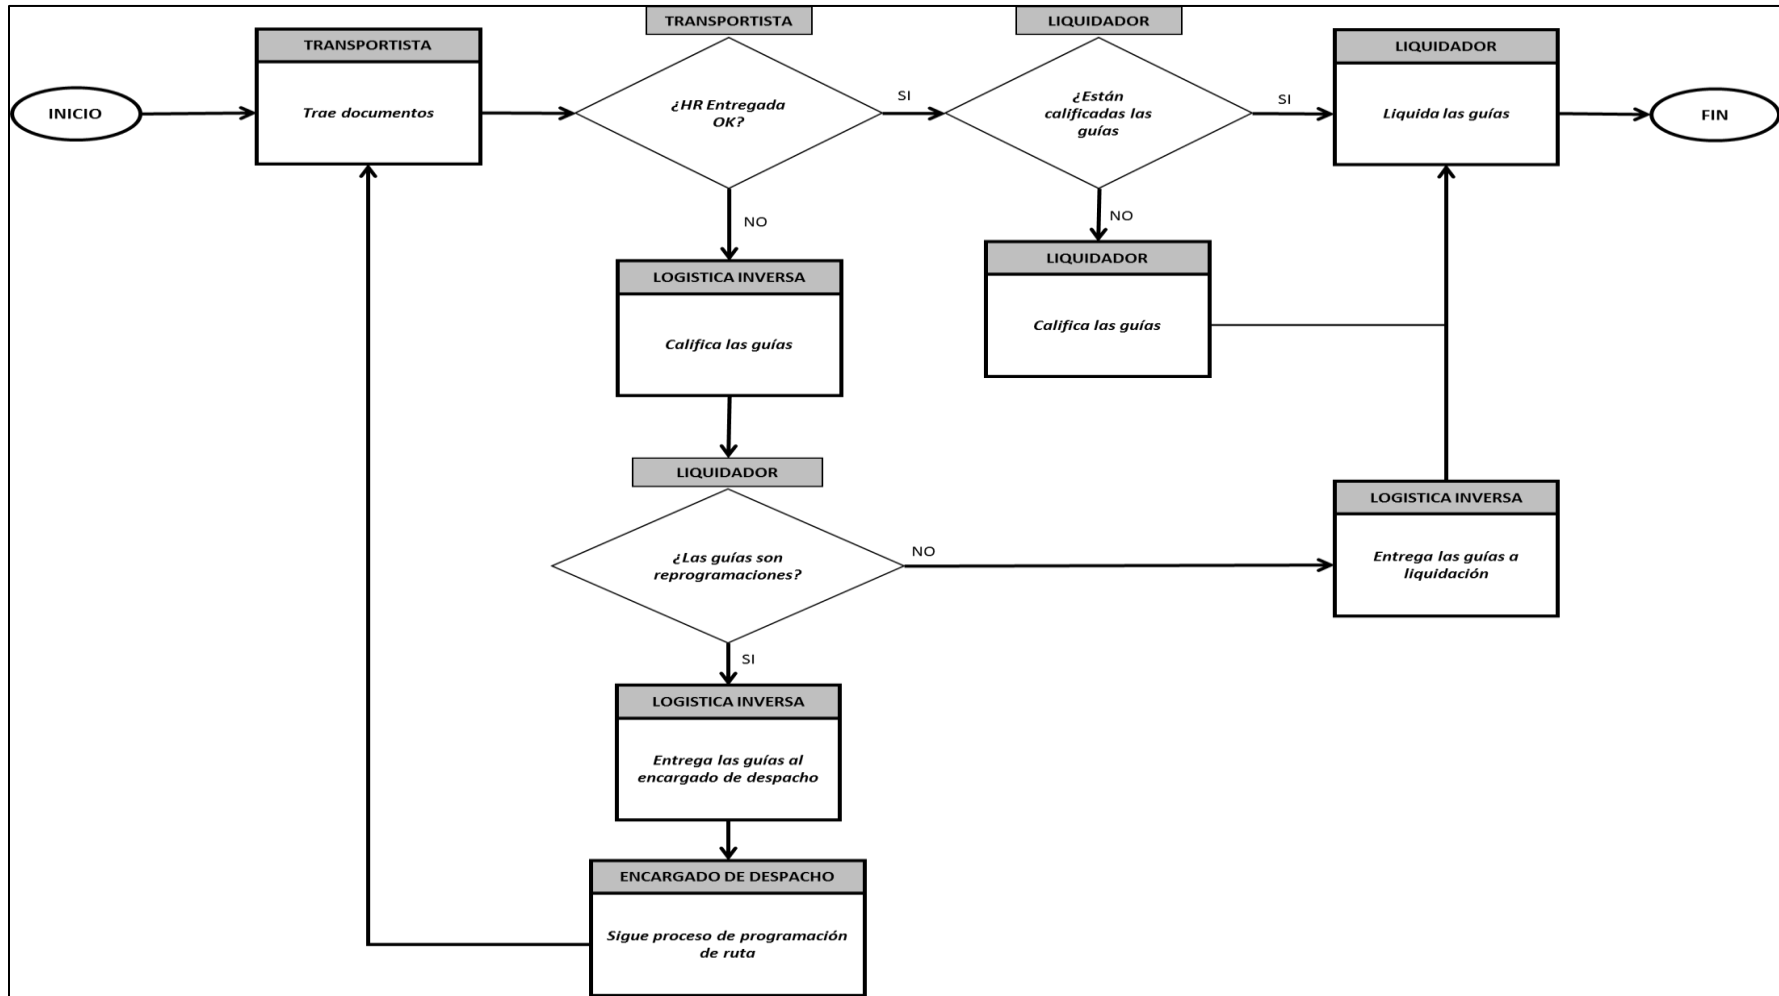 INICIO
TRANSPORTISTA
Trae documentos
TRANSPORTISTA
¿HR Entregada
OK?
SI
LIQUIDADOR
¿Están
calificadas las
guías
SI
LIQUIDADOR
Liquida las guías
FIN
NO
LOGISTICA INVERSA
Califica las guías
NO
LIQUIDADOR
Califica las guías
LIQUIDADOR
¿Las guías son
reprogramaciones?
NO
LOGISTICA INVERSA
Entrega las guías a
liquidación
SI
LOGISTICA INVERSA
Entrega las guías al
encargado de despacho
ENCARGADO DE DESPACHO
Sigue proceso de programación
de ruta